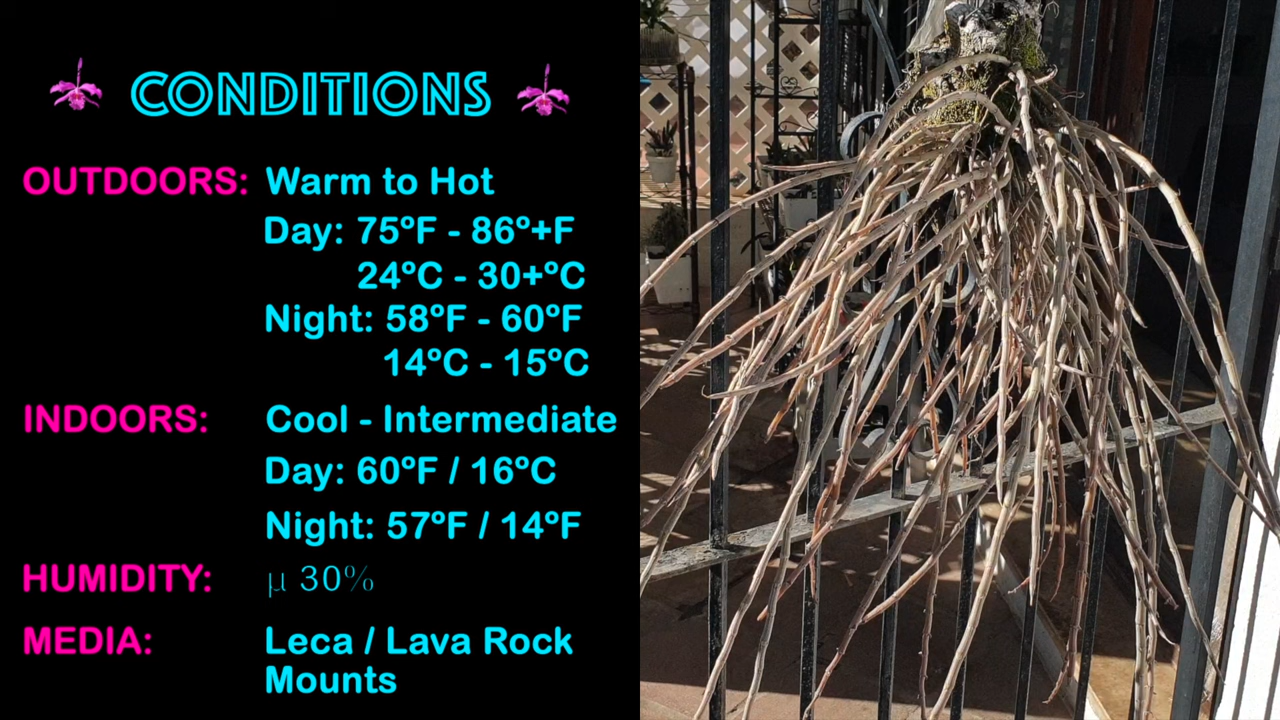 CONDITIONS
OUTDOORS: Warm to Hot
Day: 75ºF - 86º+F
24ºC - 30+ºC
Night: 58ºF - 60ºF
14ºC - 15ºC
INDOORS: Cool - Intermediate
Day: 60ºF / 16ºC
Night: 57ºF / 14ºF
HUMIDITY: µ 30%
MEDIA: Leca / Lava Rock
Mounts